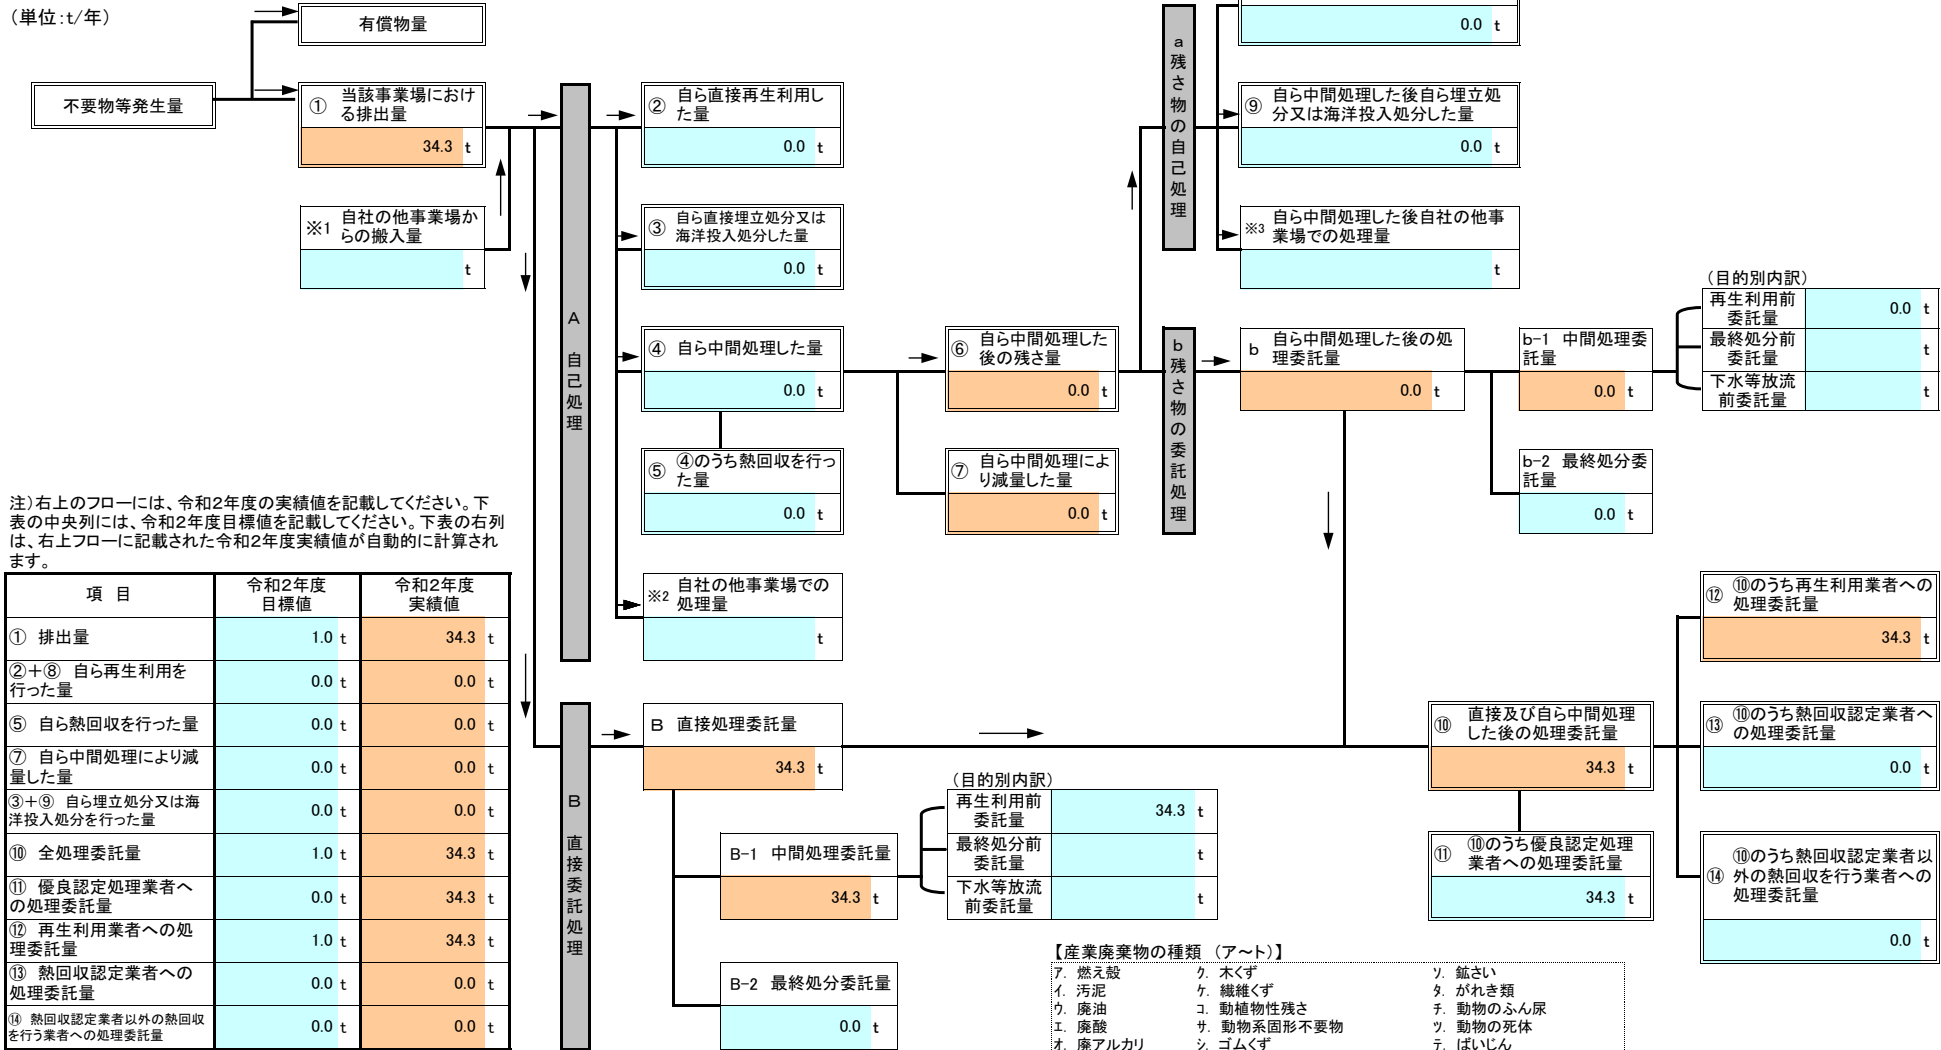 (単位:t/年)
有償物量
不要物等発生量
① 当該事業場におけ
る排出量
34.3 t
※1 自社の他事業場か
らの搬入量
t
A 自己処理
② 自ら直接再生利用し
た量
0.0 t
③ 自ら直接埋立処分又は
海洋投入処分した量
0.0 t
④ 自ら中間処理した量
0.0 t
⑤ ④のうち熱回収を行っ
た量
0.0 t
※2 自社の他事業場での
処理量
t
⑥ 自ら中間処理した
後の残さ量
0.0 t
⑦ 自ら中間処理によ
り減量した量
0.0 t
a 残さ物の自己処理
0.0 t
⑨ 自ら中間処理した後自ら埋立処
分又は海洋投入処分した量
0.0 t
※3 自ら中間処理した後自社の他事
業場での処理量
t
b 残さ物の委託処理
b 自ら中間処理した後の処
理委託量
0.0 t
b-1 中間処理委
託量
0.0 t
b-2 最終処分委
託量
0.0 t
(目的別内訳)
再生利用前
委託量 0.0 t
最終処分前
委託量 t
下水等放流
前委託量 t
注)右上のフローには、令和2年度の実績値を記載してください。下
表の中央列には、令和2年度目標値を記載してください。下表の右列
は、右上フローに記載された令和2年度実績値が自動的に計算され
ます。
項 目 令和2年度 令和2年度
目標値 実績値
① 排出量 1.0 t 34.3 t
②+⑧ 自ら再生利用を
行った量 0.0 t 0.0 t
⑤ 自ら熱回収を行った量 0.0 t 0.0 t
⑦ 自ら中間処理により減
量した量 0.0 t 0.0 t
③+⑨ 自ら埋立処分又は海
洋投入処分を行った量 0.0 t 0.0 t
⑩ 全処理委託量 1.0 t 34.3 t
⑪ 優良認定処理業者へ
の処理委託量 0.0 t 34.3 t
⑫ 再生利用業者への処
理委託量 1.0 t 34.3 t
⑬ 熱回収認定業者への
処理委託量 0.0 t 0.0 t
⑭ 熱回収認定業者以外の熱回収
を行う業者への処理委託量 0.0 t 0.0 t
B 直接委託処理
B 直接処理委託量
34.3 t
B-1 中間処理委託量
34.3 t
B-2 最終処分委託量
0.0 t
(目的別内訳)
再生利用前
委託量 34.3 t
最終処分前
委託量 t
下水等放流
前委託量 t
⑩ 直接及び自ら中間処理
した後の処理委託量
34.3 t
⑪ ⑩のうち優良認定処理
業者への処理委託量
34.3 t
⑫ ⑩のうち再生利用業者への
処理委託量
34.3 t
⑬ ⑩のうち熱回収認定業者へ
の処理委託量
0.0 t
⑭ ⑩のうち熱回収認定業者以
外の熱回収を行う業者への
処理委託量
0.0 t
【産業廃棄物の種類 (ア~ト)】
ア. 燃え殻 ク. 木くず ソ. 鉱さい
イ. 汚泥 ケ. 繊維くず タ. がれき類
ウ. 廃油 コ. 動植物性残さ チ. 動物のふん尿
エ. 廃酸 サ. 動物系固形不要物 ツ. 動物の死体
オ. 廃アルカリ シ. ゴムくず テ. ばいじん